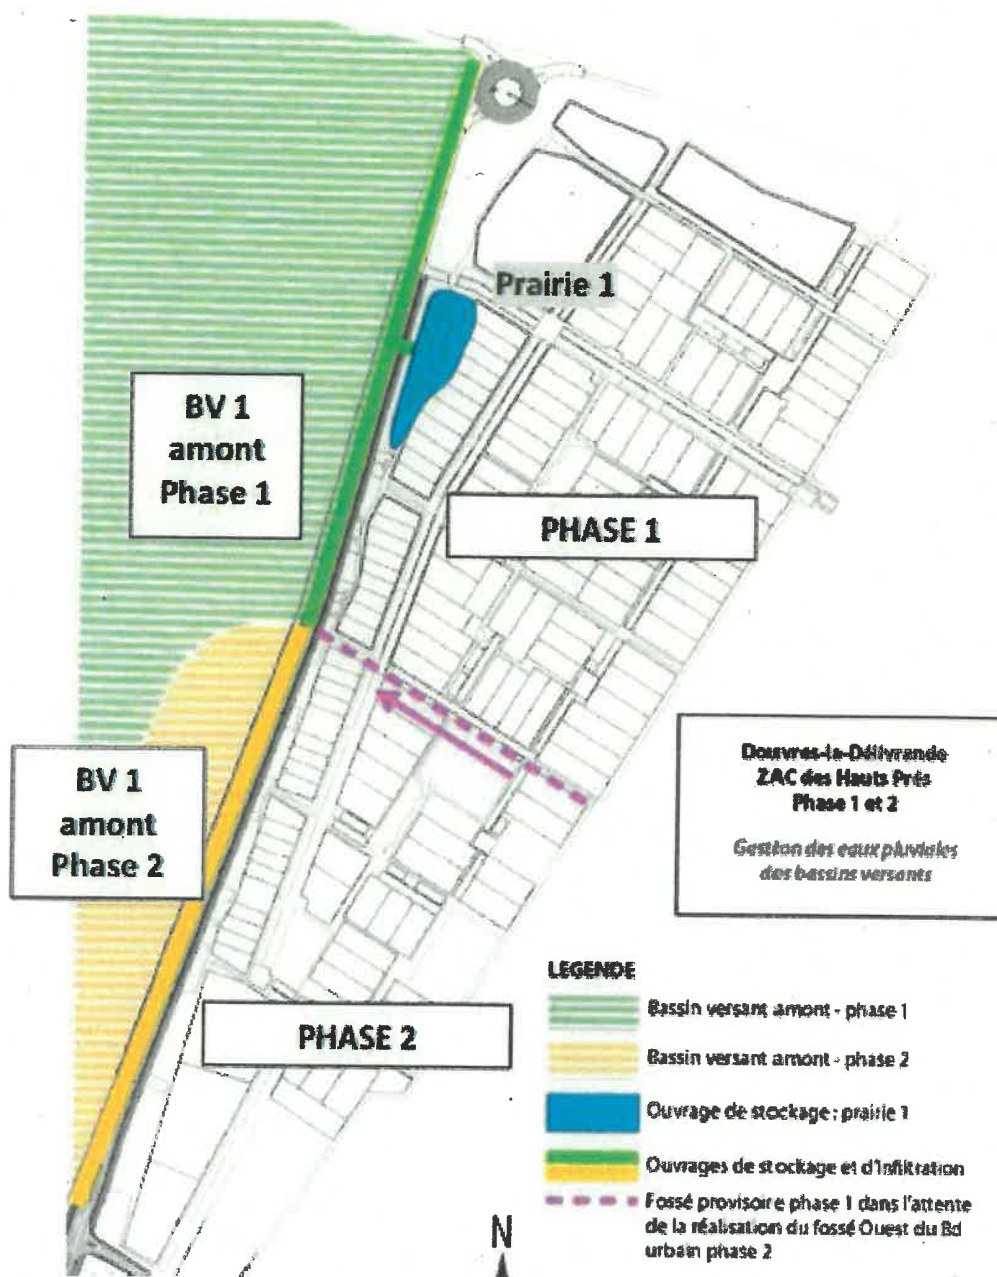 Prairie 1
BV 1
amont
Phase 1
PHASE 1
BV 1
amont
Phase 2
Douvres-la-Délivrande
ZAC des Hauts Prés
Phase 1 et 2
Gestion des eaux pluviales
des bassins versants
PHASE 2
LEGENDE
Bassin versant amont - phase 1
Bassin versant amont - phase 2
Ouvrage de stockage : prairie 1
Ouvrages de stockage et d'Infiltration
Fossé provisoire phase 1 dans l'attente
de la réalisation du fossé Ouest du Bd
urbain phase 2
N